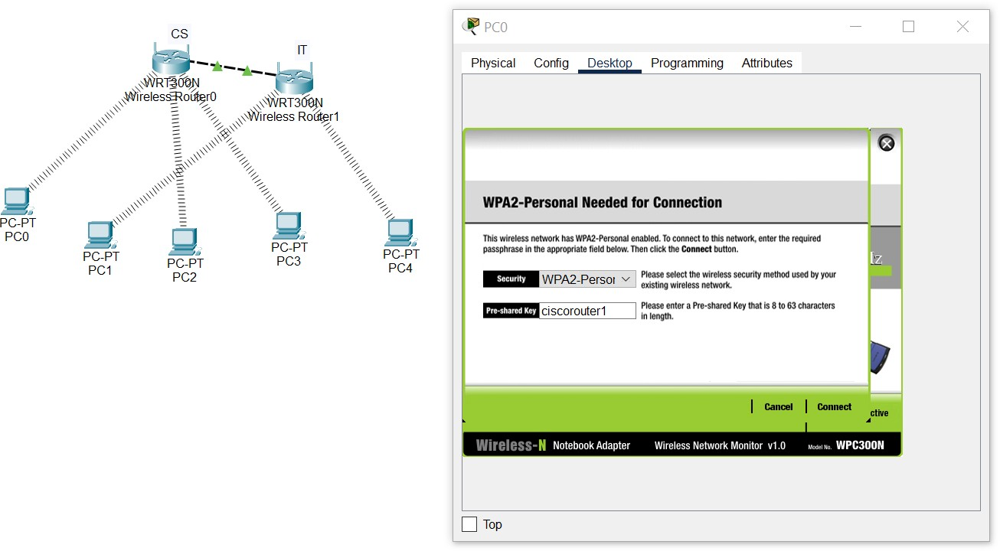 CS
IT
WRT300N
Wireless Router0
WRT300N
Wireless Router1
PC-PT
PC0
PC-PT
PC1
PC-PT
PC2
PC-PT
PC3
PC-PT
PC4
PC0
Physical Config Desktop Programming Attributes
WPA2-Personal Needed for Connection
This wireless network has WPA2-Personal enabled. To connect to this network, enter the required
passphrase in the appropriate field below. Then click the Connect button.
Security WPA2-Persor Please select the wireless security method used by your
existing wireless network.
Pre-shared Key ciscorouter1 Please enter a Pre-shared Key that is 8 to 63 characters
in length.
Cancel Connect
ctive
Wireless-N Notebook Adapter Wireless Network Monitor v1.0 Model No. WPC300N
Top